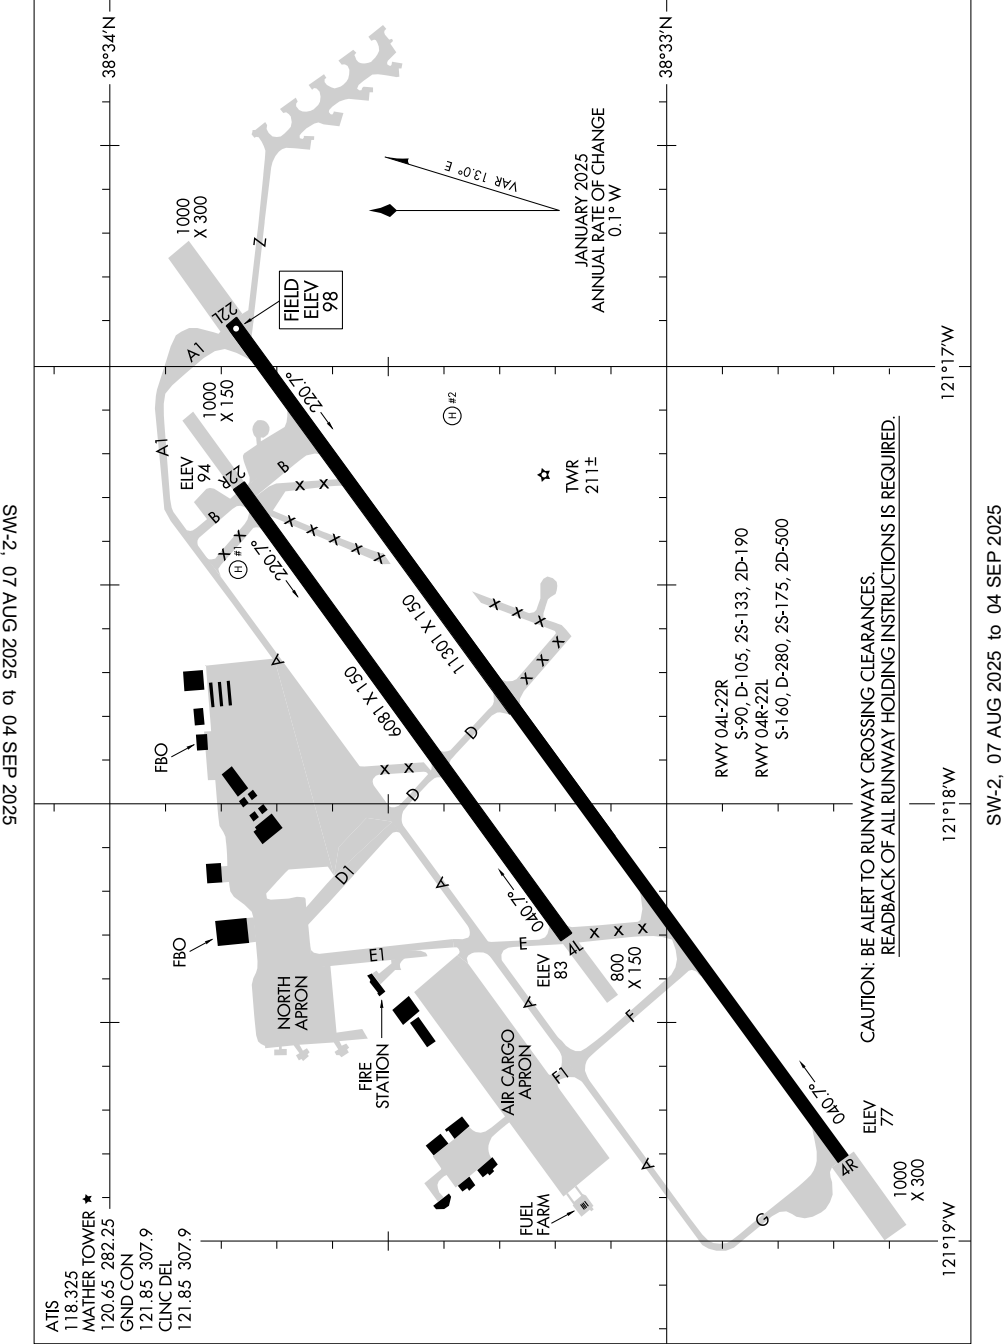 ATIS
118.325
MATHER TOWER ★
120.65 282.25
GND CON
121.85 307.9
CLNC DEL
121.85 307.9
38°34'N
38°33'N
121°17'W
121°18'W
121°19'W
JANUARY 2025
ANNUAL RATE OF CHANGE
0.1° W
VAR 13.0° E
1000
X 300
Z
FIELD
ELEV
98
22L
A1
A1
1000
X 150
ELEV
94
22R
B
B
X X
X X
X X X X X
220.7°
220.7°
H #1
H #2
TWR
211±
11301 X 150
6081 X 150
A
X X X
X X X
D
D
X X
FBO
FBO
D1
A
E1
E
040.7°
4L
ELEV
83
X X X
800
X 150
NORTH
APRON
FIRE
STATION
AIR CARGO
APRON
A
F
F1
A
FUEL
FARM
G
040.7°
4R
ELEV
77
1000
X 300
RWY 04L-22R
S-90, D-105, 2S-133, 2D-190
RWY 04R-22L
S-160, D-280, 2S-175, 2D-500
CAUTION: BE ALERT TO RUNWAY CROSSING CLEARANCES.
READBACK OF ALL RUNWAY HOLDING INSTRUCTIONS IS REQUIRED.
SW-2, 07 AUG 2025 to 04 SEP 2025
SW-2, 07 AUG 2025 to 04 SEP 2025